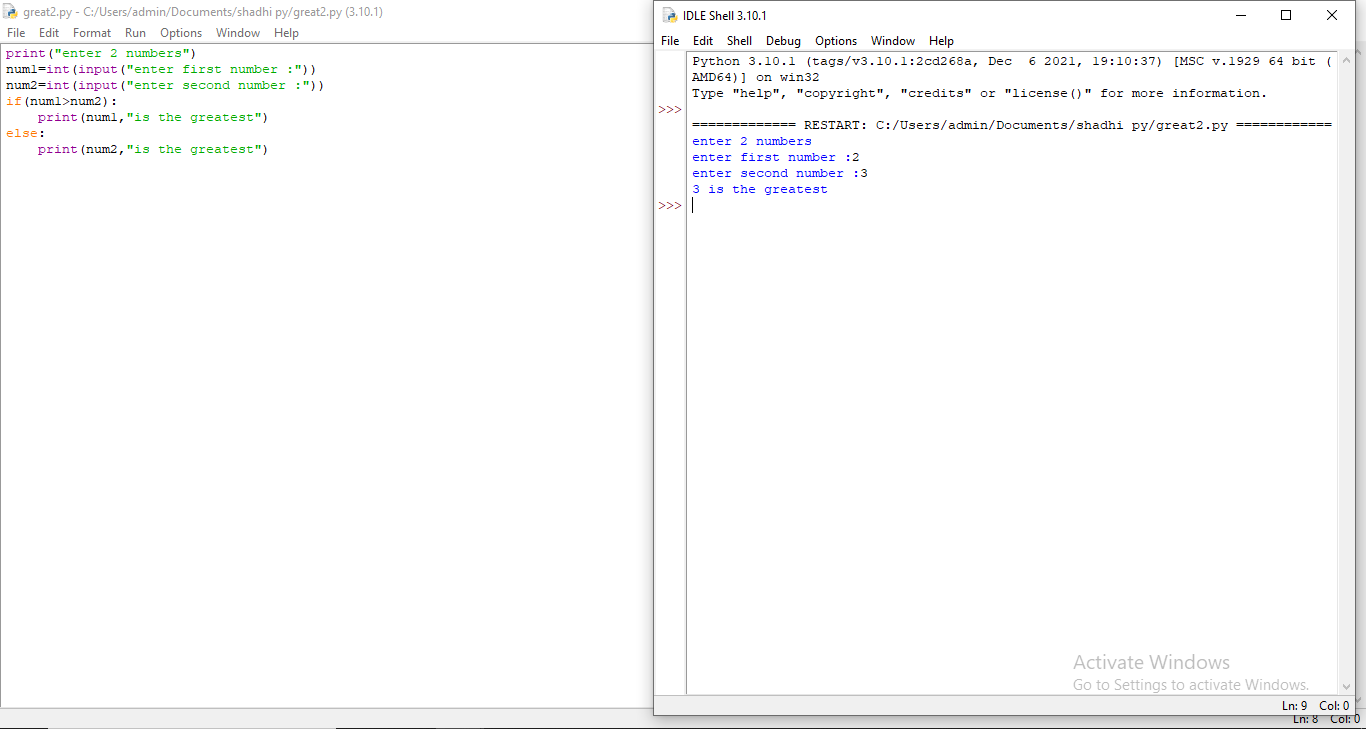 great2.py - C:/Users/admin/Documents/shadhi py/great2.py (3.10.1)
File Edit Format Run Options Window Help
print("enter 2 numbers")
num1=int(input("enter first number :"))
num2=int(input("enter second number :"))
if(num1>num2):
    print(num1,"is the greatest")
else:
    print(num2,"is the greatest")
IDLE Shell 3.10.1
File Edit Shell Debug Options Window Help
Python 3.10.1 (tags/v3.10.1:2cd268a, Dec  6 2021, 19:10:37) [MSC v.1929 64 bit (
AMD64)] on win32
Type "help", "copyright", "credits" or "license()" for more information.
>>>
============= RESTART: C:/Users/admin/Documents/shadhi py/great2.py ============
enter 2 numbers
enter first number :2
enter second number :3
3 is the greatest
>>>
Activate Windows
Go to Settings to activate Windows.
Ln: 9 Col: 0
Ln: 8 Col: 0